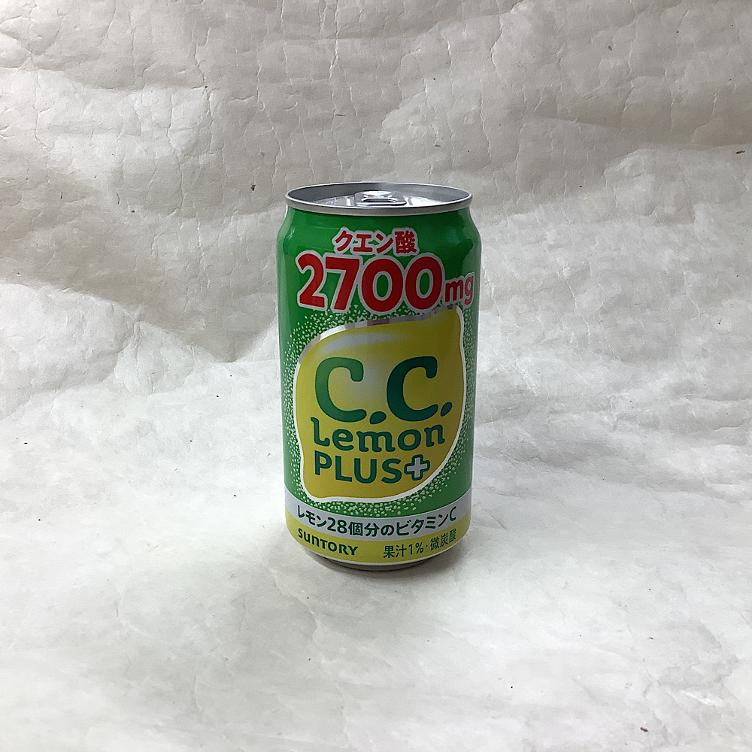 クエン酸
2700mg
C.C.
Lemon
PLUS+
レモン28個分のビタミンC
SUNTORY 果汁1%・微炭酸